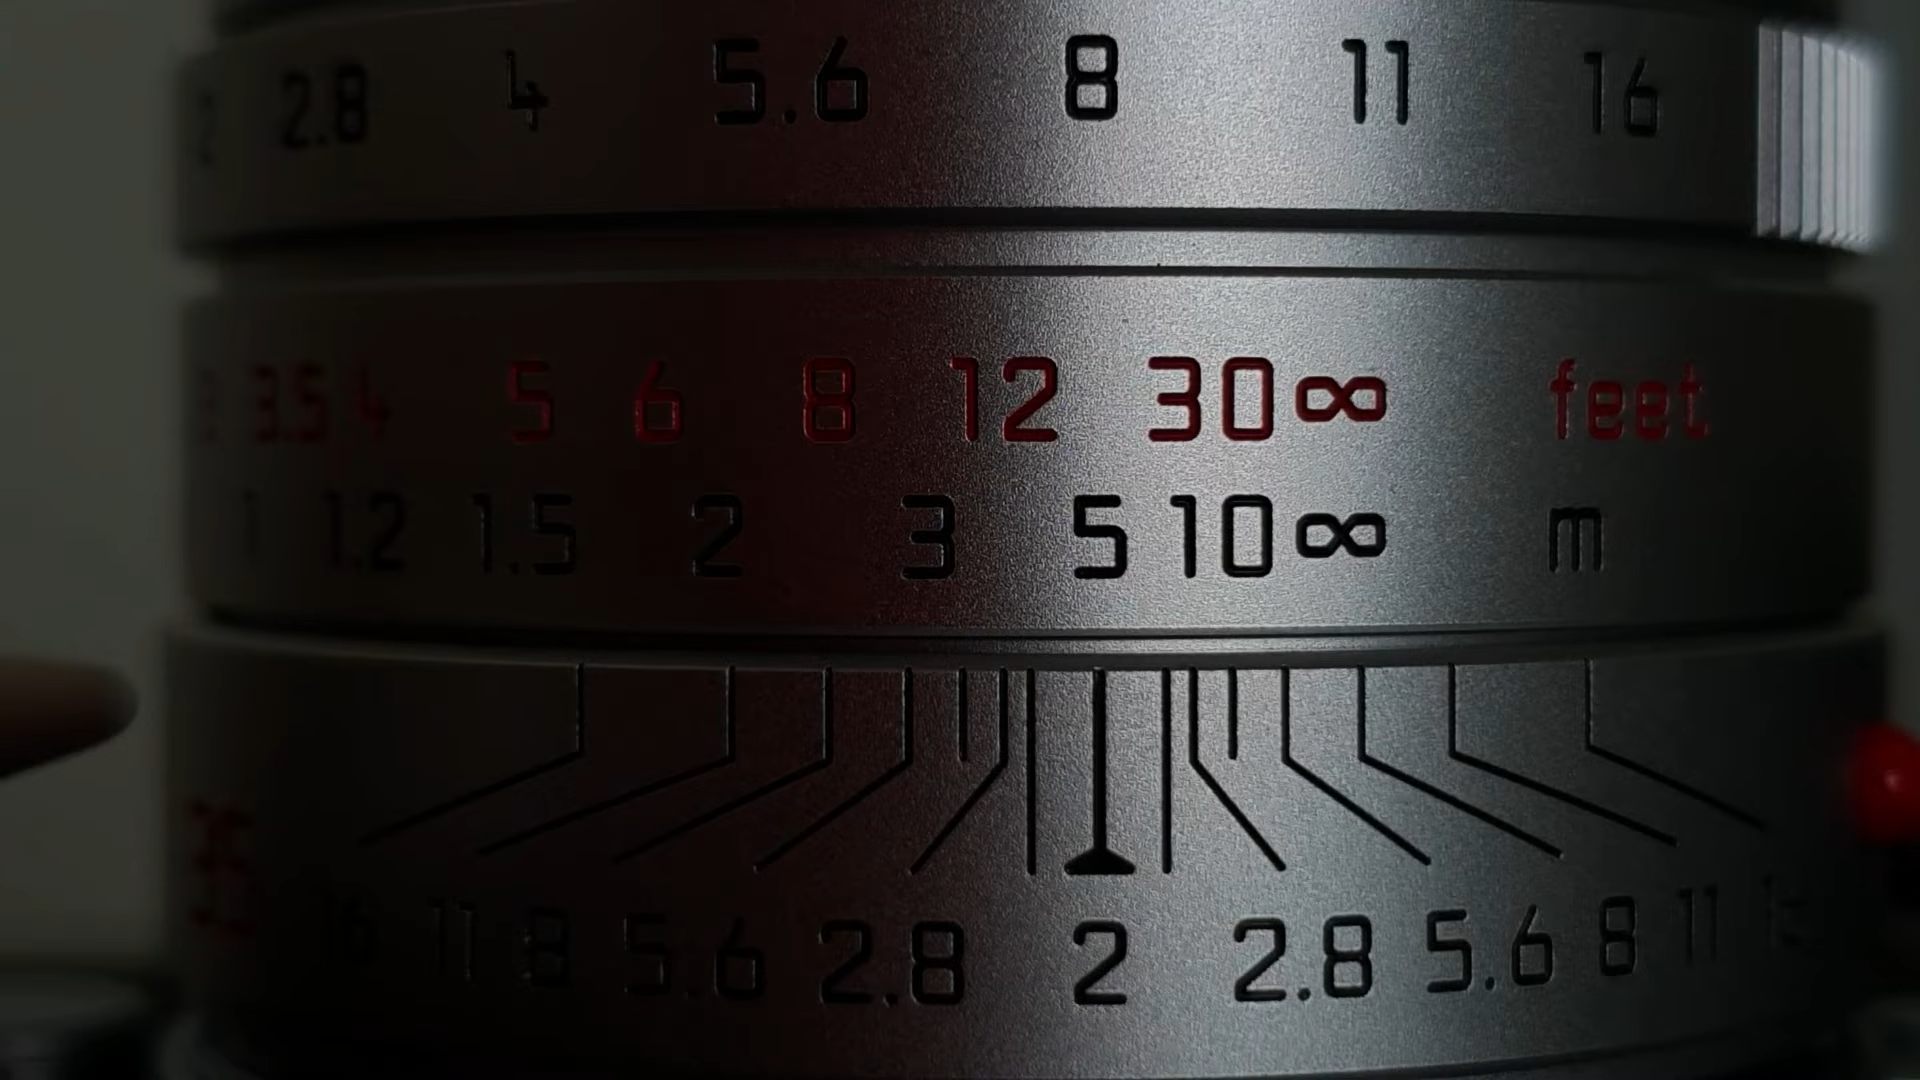 2 2.8 4 5.6 8 11 16
3.5 4 5 6 8 12 30 ∞ feet
1 1.2 1.5 2 3 5 10 ∞ m
16 11 8 5.6 2.8 2 2.8 5.6 8 11